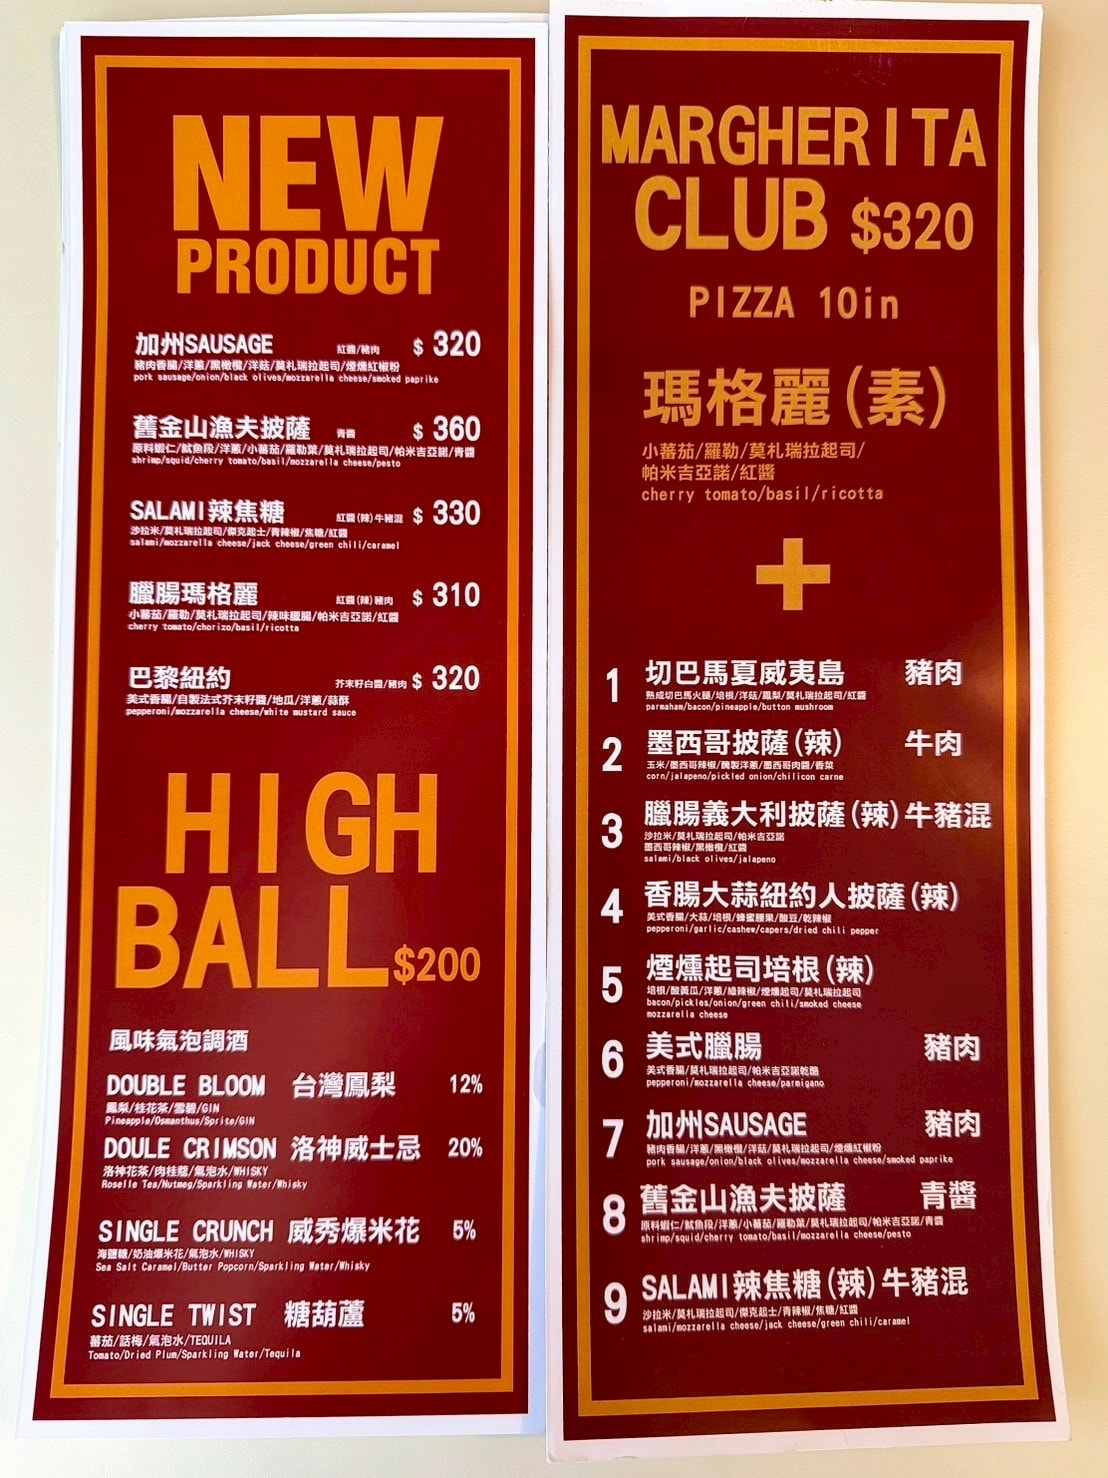 NEW
PRODUCT
加州SAUSAGE 紅醬/豬肉 $ 320
豬肉香腸/洋蔥/黑橄欖/洋菇/莫札瑞拉起司/煙燻紅椒粉
pork sausage/onion/black olives/mozzarella cheese/smoked paprike
舊金山漁夫披薩 青醬 $ 360
原料蝦仁/魷魚段/洋蔥/小蕃茄/羅勒葉/莫札瑞拉起司/帕米吉亞諾/青醬
shrimp/squid/cherry tomato/basil/mozzarella cheese/pesto
SALAMI辣焦糖 紅醬(辣)牛豬混 $ 330
沙拉米/莫札瑞拉起司/傑克起士/青辣椒/焦糖/紅醬
salami/mozzarella cheese/jack cheese/green chili/caramel
臘腸瑪格麗 紅醬(辣)豬肉 $ 310
小蕃茄/羅勒/莫札瑞拉起司/辣味臘腸/帕米吉亞諾/紅醬
cherry tomato/chorizo/basil/ricotta
巴黎紐約 芥末籽白醬/豬肉 $ 320
美式香腸/自製法式芥末籽醬/地瓜/洋蔥/蒜酥
pepperoni/mozzarella cheese/white mustard sauce
HIGH
BALL $200
風味氣泡調酒
DOUBLE BLOOM 台灣鳳梨 12%
鳳梨/桂花茶/雪碧/GIN
Pineapple/Osmanthus/Sprite/GIN
DOULE CRIMSON 洛神威士忌 20%
洛神花茶/肉桂蔻/氣泡水/WHISKY
Roselle Tea/Nutmeg/Sparkling Water/Whisky
SINGLE CRUNCH 威秀爆米花 5%
海鹽糖/奶油爆米花/氣泡水/WHISKY
Sea Salt Caramel/Butter Popcorn/Sparkling Water/Whisky
SINGLE TWIST 糖葫蘆 5%
蕃茄/話梅/氣泡水/TEQUILA
Tomato/Dried Plum/Sparkling Water/Tequila
MARGHERITA
CLUB $320
PIZZA 10in
瑪格麗(素)
小蕃茄/羅勒/莫札瑞拉起司/
帕米吉亞諾/紅醬
cherry tomato/basil/ricotta
+
1 切巴馬夏威夷島 豬肉
熟成切巴馬火腿/培根/洋菇/鳳梨/莫札瑞拉起司/紅醬
parmaham/bacon/pineapple/button mushroom
2 墨西哥披薩(辣) 牛肉
玉米/墨西哥辣椒/醃製洋蔥/墨西哥肉醬/香菜
corn/jalapeno/pickled onion/chilicon carne
3 臘腸義大利披薩(辣)牛豬混
沙拉米/莫札瑞拉起司/帕米吉亞諾
墨西哥辣椒/黑橄欖/紅醬
salami/black olives/jalapeno
4 香腸大蒜紐約人披薩(辣)
美式香腸/大蒜/培根/蜂蜜腰果/酸豆/乾辣椒
pepperoni/garlic/cashew/capers/dried chili pepper
5 煙燻起司培根(辣)
培根/酸黃瓜/洋蔥/綠辣椒/煙燻起司/莫札瑞拉起司
bacon/pickles/onion/green chili/smoked cheese
mozzarella cheese
6 美式臘腸 豬肉
美式香腸/莫札瑞拉起司/帕米吉亞諾乾酪
pepperoni/mozzarella cheese/parmigano
7 加州SAUSAGE 豬肉
豬肉香腸/洋蔥/黑橄欖/洋菇/莫札瑞拉起司/煙燻紅椒粉
pork sausage/onion/black olives/mozzarella cheese/smoked paprike
8 舊金山漁夫披薩 青醬
原料蝦仁/魷魚段/洋蔥/小蕃茄/羅勒葉/莫札瑞拉起司/帕米吉亞諾/青醬
shrimp/squid/cherry tomato/basil/mozzarella cheese/pesto
9 SALAMI辣焦糖(辣)牛豬混
沙拉米/莫札瑞拉起司/傑克起士/青辣椒/焦糖/紅醬
salami/mozzarella cheese/jack cheese/green chili/caramel